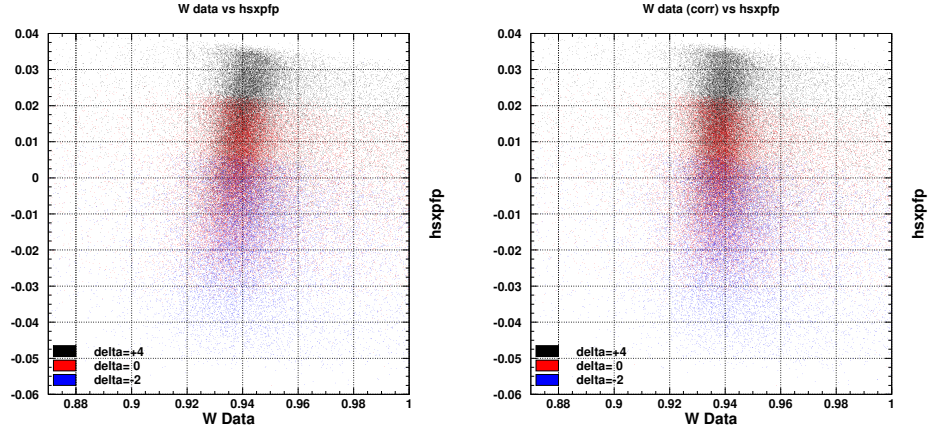 W data vs hsxpfp
0.04
0.03
0.02
0.01
0
-0.01
-0.02
-0.03
-0.04
-0.05
-0.06
delta=+4
delta= 0
delta=-2
0.88 0.9 0.92 0.94 0.96 0.98 1
W Data
hsxpfp
W data (corr) vs hsxpfp
0.04
0.03
0.02
0.01
0
-0.01
-0.02
-0.03
-0.04
-0.05
-0.06
delta=+4
delta= 0
delta=-2
0.88 0.9 0.92 0.94 0.96 0.98 1
W Data
hsxpfp